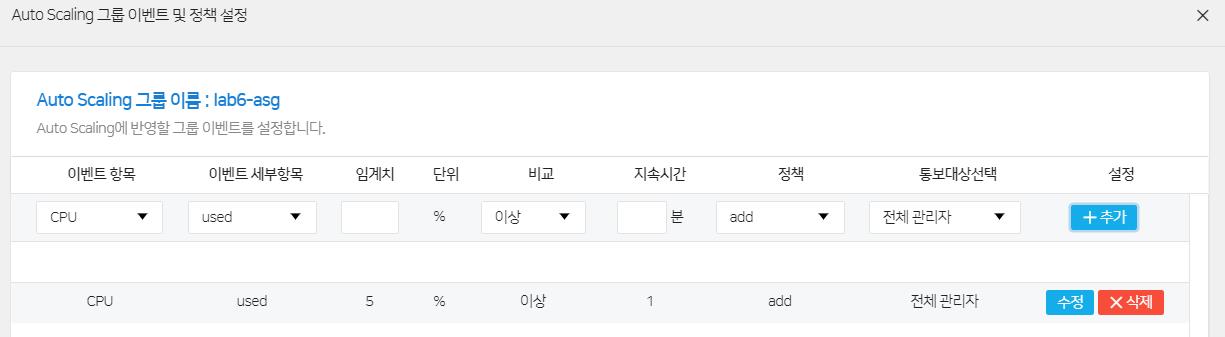 Auto Scaling 그룹 이벤트 및 정책 설정
Auto Scaling 그룹 이름 : lab6-asg
Auto Scaling에 반영할 그룹 이벤트를 설정합니다.
이벤트 항목 이벤트 세부항목 임계치 단위 비교 지속시간 정책 통보대상선택 설정
CPU used % 이상 분 add 전체 관리자 + 추가
CPU used 5 % 이상 1 add 전체 관리자 수정 × 삭제